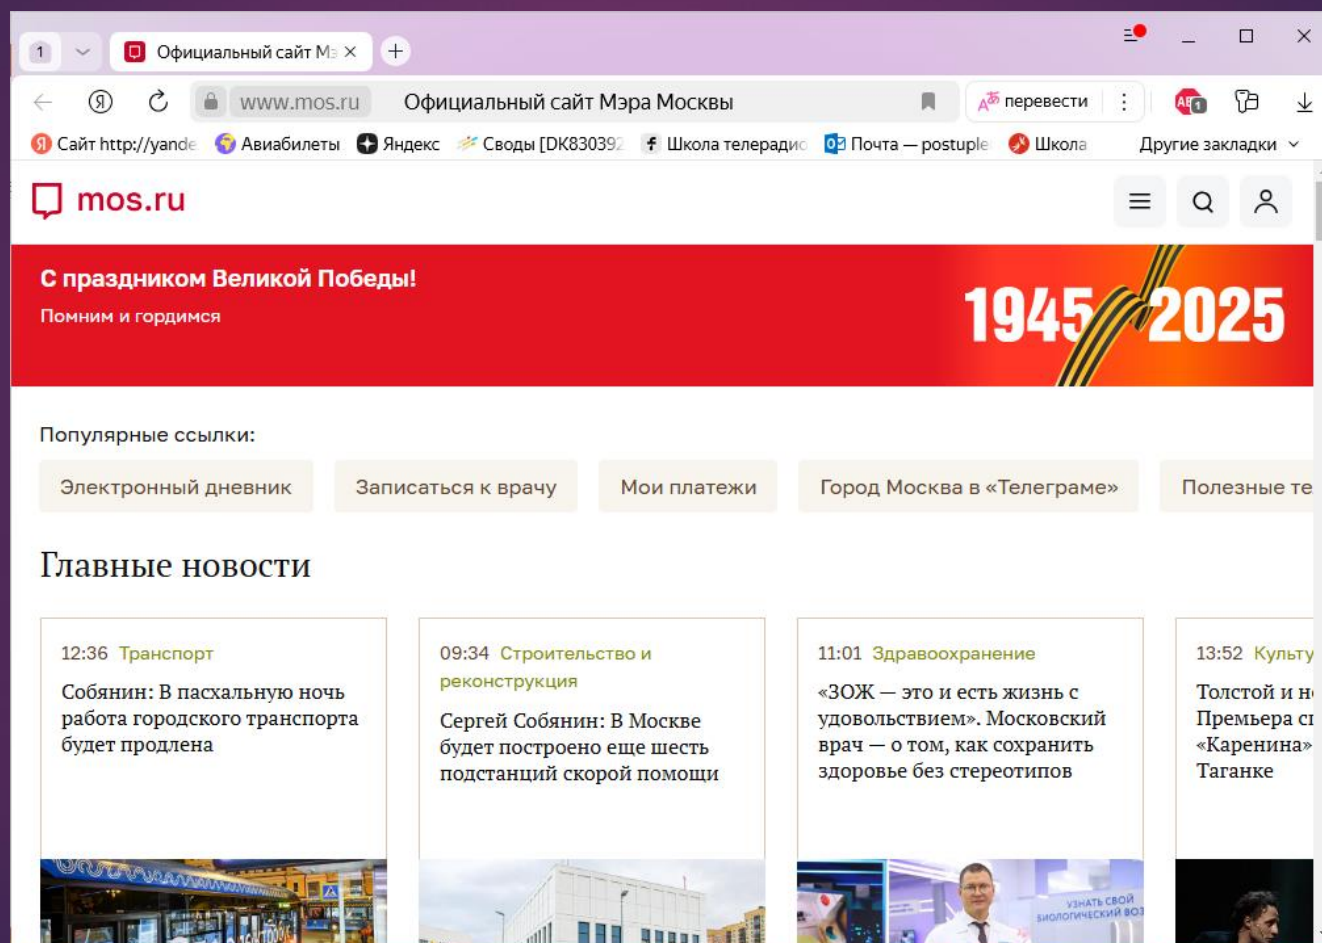 1
Официальный сайт Мэ
www.mos.ru Официальный сайт Мэра Москвы
перевести
1
Сайт http://yande
Авиабилеты
Яндекс
Своды [DK830392
Школа телерадио
Почта — postuple
Школа
Другие закладки
mos.ru
С праздником Великой Победы!
Помним и гордимся
1945 2025
Популярные ссылки:
Электронный дневник
Записаться к врачу
Мои платежи
Город Москва в «Телеграме»
Полезные те
Главные новости
12:36 Транспорт
Собянин: В пасхальную ночь
работа городского транспорта
будет продлена
09:34 Строительство и
реконструкция
Сергей Собянин: В Москве
будет построено еще шесть
подстанций скорой помощи
11:01 Здравоохранение
«ЗОЖ — это и есть жизнь с
удовольствием». Московский
врач — о том, как сохранить
здоровье без стереотипов
13:52 Культу
Толстой и н
Премьера сп
«Каренина»
Таганке
УЗНАТЬ СВОЙ
БИОЛОГИЧЕСКИЙ ВОЗ